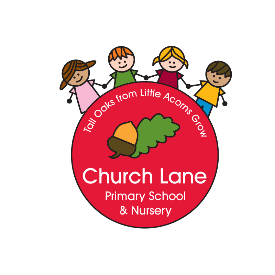 Tall Oaks from Little Acorns Grow
Church Lane
Primary School
& Nursery